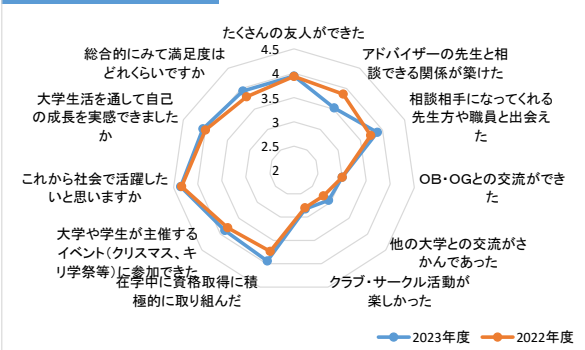 たくさんの友人ができた
アドバイザーの先生と相
談できる関係が築けた
相談相手になってくれる
先生方や職員と出会え
た
OB・OGとの交流ができ
た
他の大学との交流がさ
かんであった
クラブ・サークル活動が
楽しかった
在学中に資格取得に積
極的に取り組んだ
大学や学生が主催する
イベント（クリスマス、キ
リ学祭等）に参加できた
これから社会で活躍した
いと思いますか
大学生活を通して自己
の成長を実感できました
か
総合的にみて満足度は
どれくらいですか
4.5
4
3.5
3
2.5
2
2023年度
2022年度